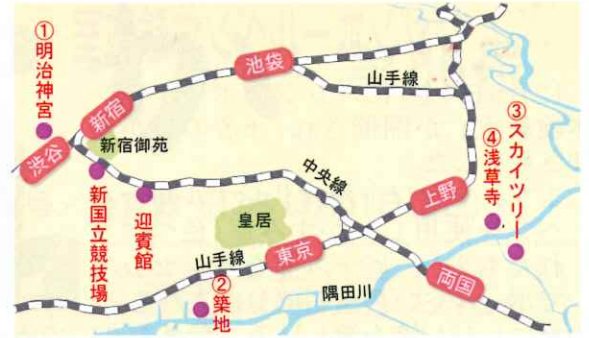 ①明治神宮
渋谷
新宿
新宿御苑
池袋
山手線
③スカイツリー
④浅草寺
新国立競技場
迎賓館
中央線
皇居
上野
山手線
東京
②築地
隅田川
両国